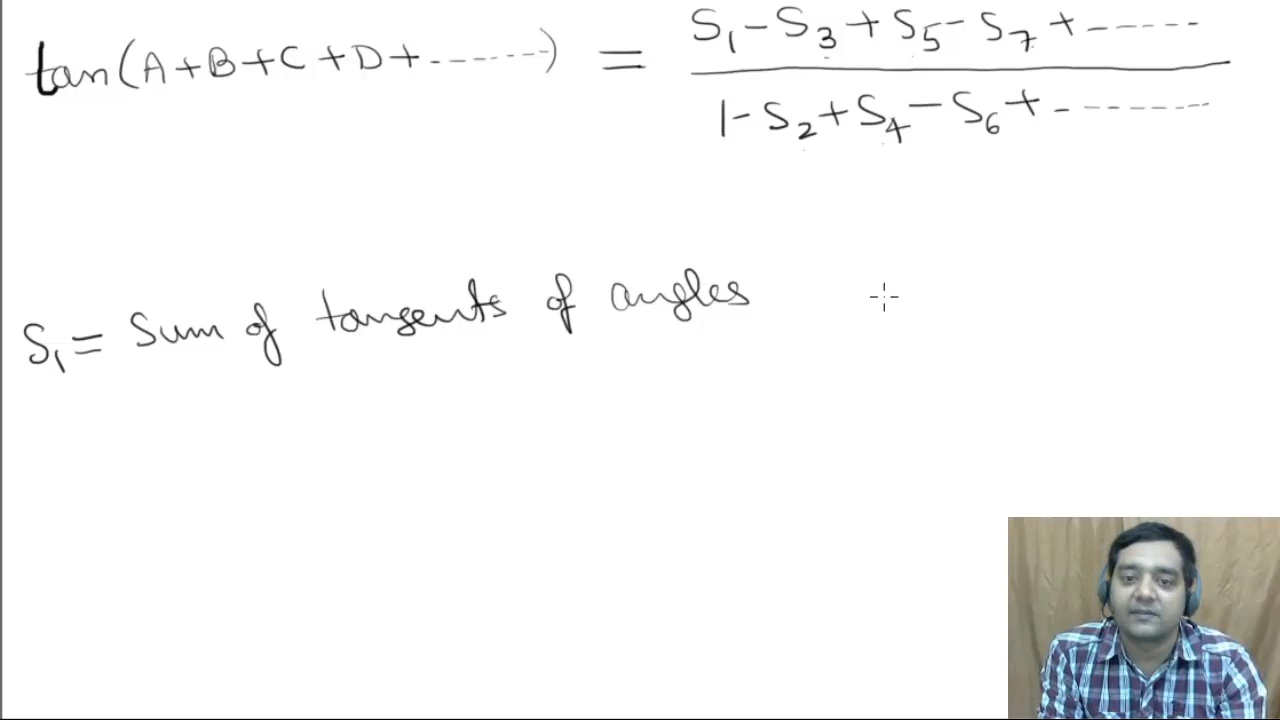 tan(A+B+C+D+------) = (S₁-S₃+S₅-S₇+------)/(1-S₂+S₄-S₆+--------)
S₁= Sum of tangents of angles